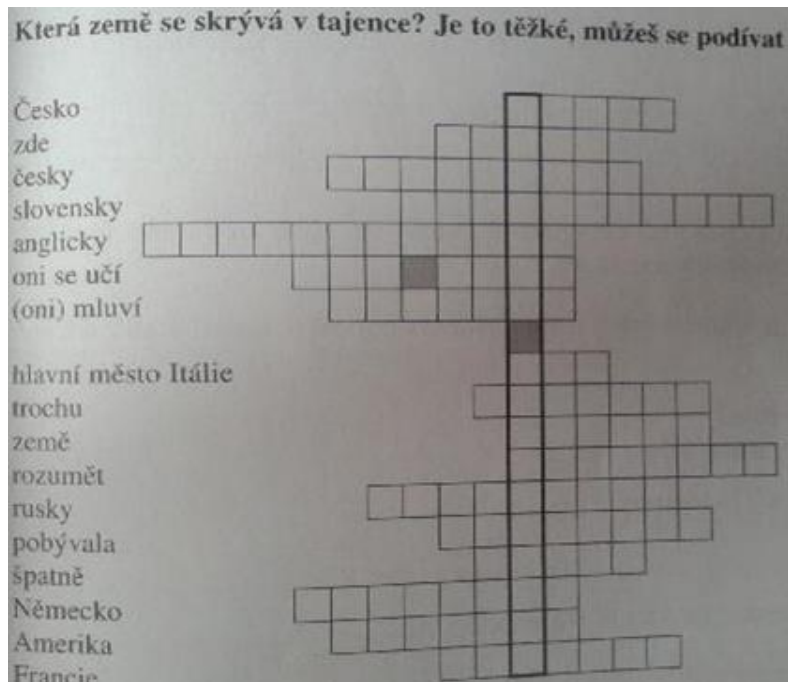 Která země se skrývá v tajence? Je to těžké, můžeš se podívat
Česko
zde
česky
slovensky
anglicky
oni se učí
(oni) mluví
hlavní město Itálie
trochu
země
rozumět
rusky
pobývala
špatně
Německo
Amerika
Francie